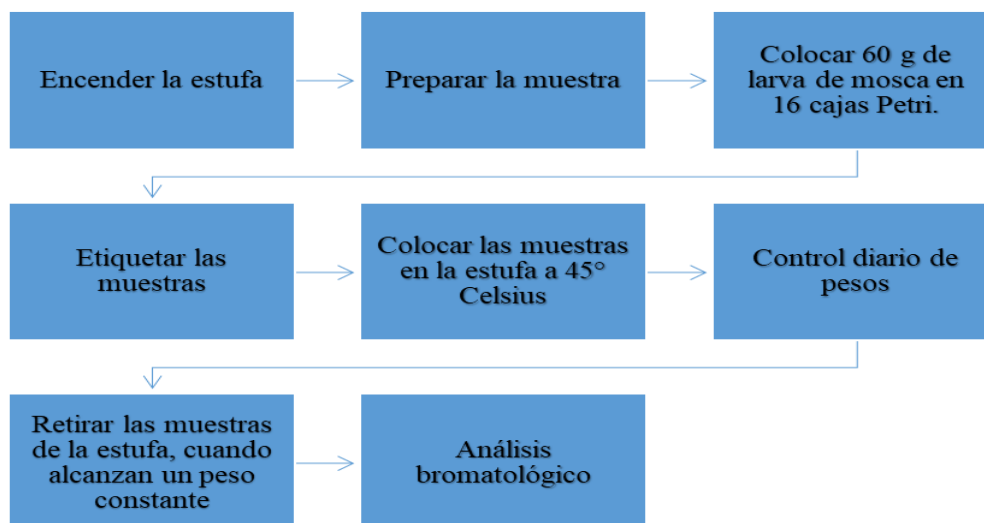 Encender la estufa
Preparar la muestra
Colocar 60 g de
larva de mosca en
16 cajas Petri.
Etiquetar las
muestras
Colocar las muestras
en la estufa a 45°
Celsius
Control diario de
pesos
Retirar las muestras
de la estufa, cuando
alcanzan un peso
constante
Análisis
bromatológico